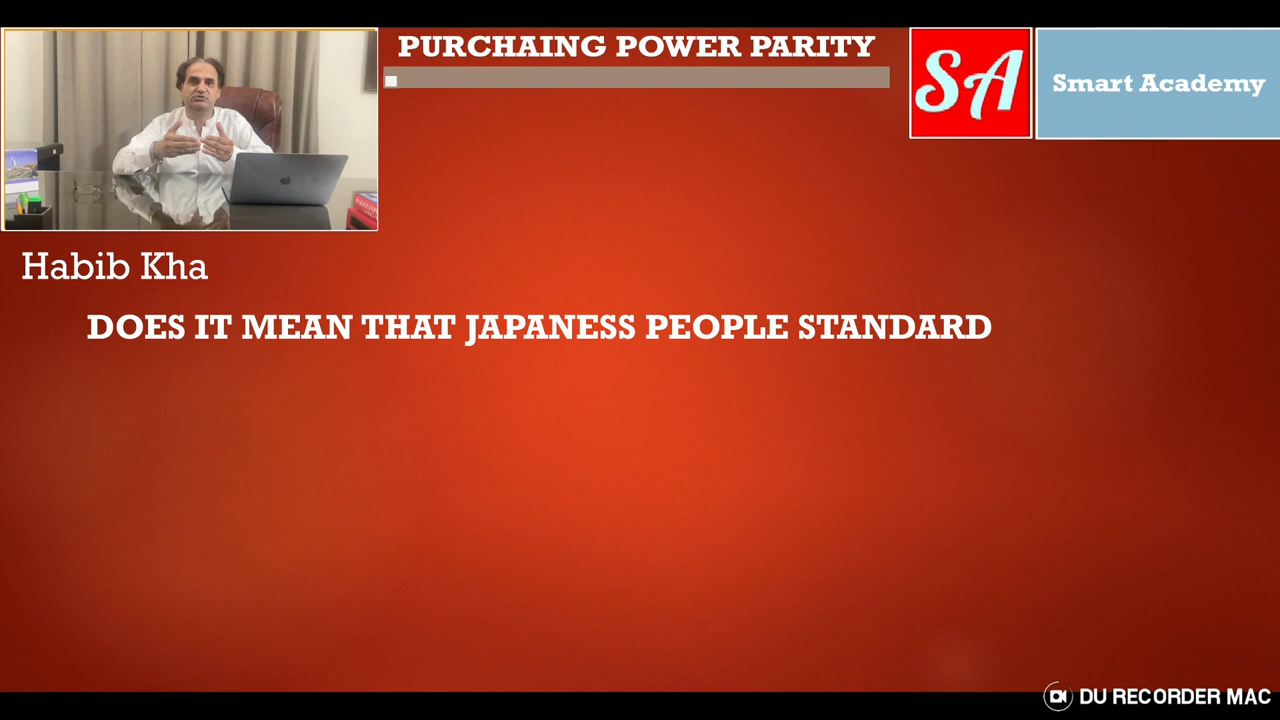 PURCHAING POWER PARITY
SA
Smart Academy
Habib Kha
DOES IT MEAN THAT JAPANESS PEOPLE STANDARD
DU RECORDER MAC